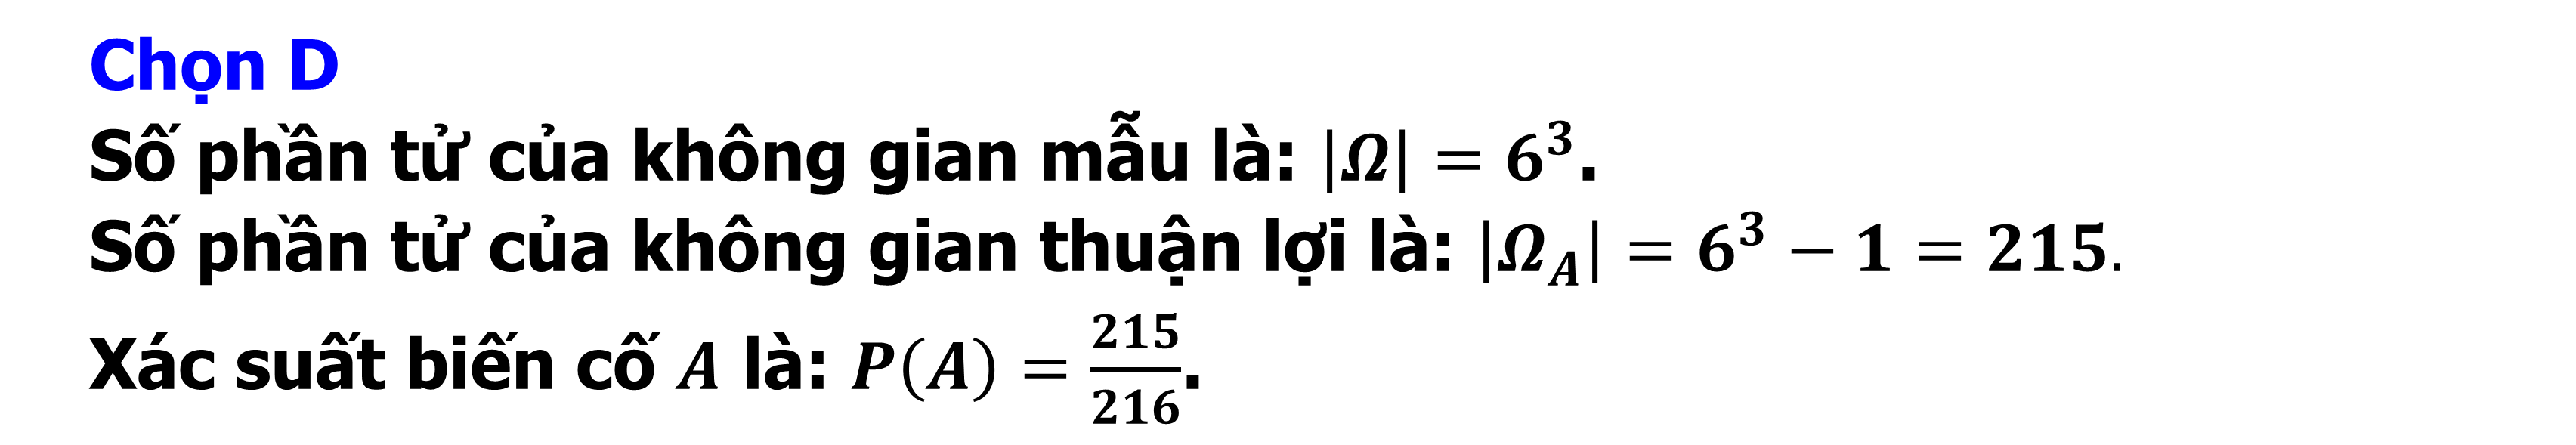 Chọn D
Số phần tử của không gian mẫu là: |Ω| = 6³.
Số phần tử của không gian thuận lợi là: |Ω_A| = 6³ − 1 = 215.
Xác suất biến cố A là: P(A) = 215/216.